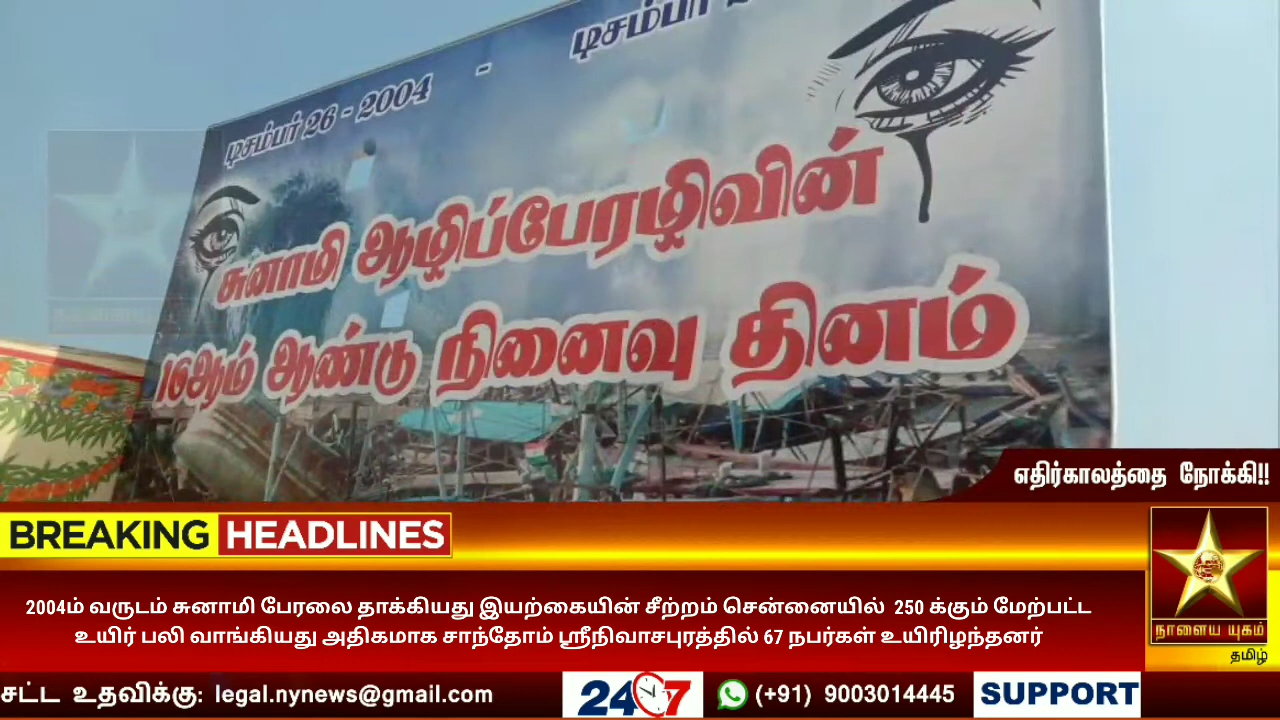 டிசம்பர் 26 - 2004
-
டிசம்பர்
சுனாமி ஆழிப்பேரழிவின்
16ஆம் ஆண்டு நினைவு தினம்
எதிர்காலத்தை நோக்கி!!
BREAKING HEADLINES
2004ம் வருடம் சுனாமி பேரலை தாக்கியது இயற்கையின் சீற்றம் சென்னையில் 250 க்கும் மேற்பட்ட
உயிர் பலி வாங்கியது அதிகமாக சாந்தோம் ஸ்ரீநிவாசபுரத்தில் 67 நபர்கள் உயிரிழந்தனர்
நாளைய யுகம்
தமிழ்
சட்ட உதவிக்கு: legal.nynews@gmail.com
24 7
(+91) 9003014445
SUPPORT